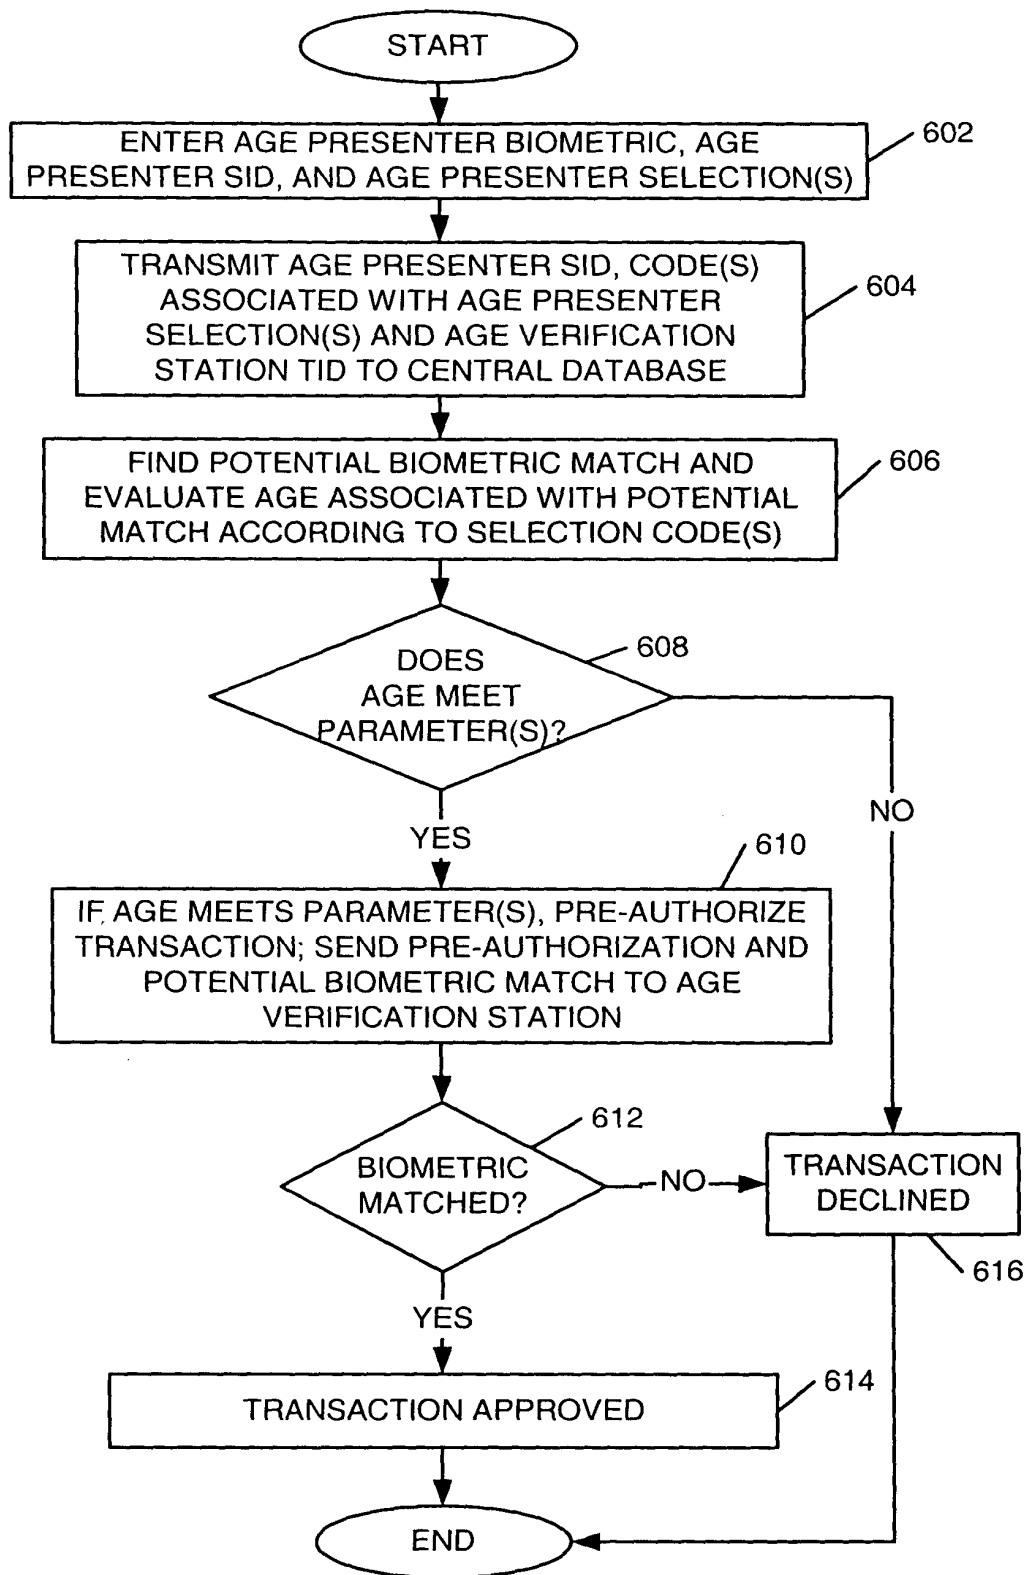 START
ENTER AGE PRESENTER BIOMETRIC, AGE
PRESENTER SID, AND AGE PRESENTER SELECTION(S)
602
TRANSMIT AGE PRESENTER SID, CODE(S)
ASSOCIATED WITH AGE PRESENTER
SELECTION(S) AND AGE VERIFICATION
STATION TID TO CENTRAL DATABASE
604
FIND POTENTIAL BIOMETRIC MATCH AND
EVALUATE AGE ASSOCIATED WITH POTENTIAL
MATCH ACCORDING TO SELECTION CODE(S)
606
DOES
AGE MEET
PARAMETER(S)?
608
NO
YES
610
IF AGE MEETS PARAMETER(S), PRE-AUTHORIZE
TRANSACTION; SEND PRE-AUTHORIZATION AND
POTENTIAL BIOMETRIC MATCH TO AGE
VERIFICATION STATION
612
BIOMETRIC
MATCHED?
NO
TRANSACTION
DECLINED
616
YES
614
TRANSACTION APPROVED
END